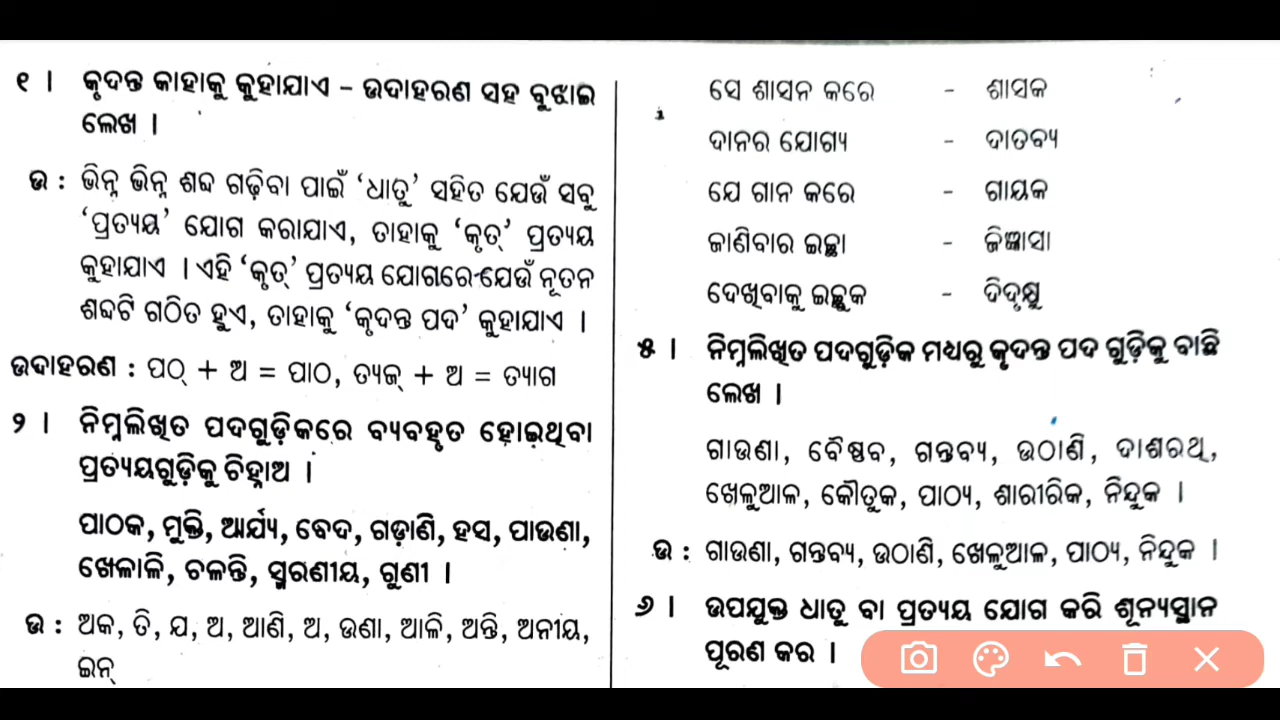 ୧ । କୃଦନ୍ତ କାହାକୁ କୁହାଯାଏ – ଉଦାହରଣ ସହ ବୁଝାଇ
ଲେଖ ।
ଉ : ଭିନ୍ନ ଭିନ୍ନ ଶବ୍ଦ ଗଢ଼ିବା ପାଇଁ ‘ଧାତୁ’ ସହିତ ଯେଉଁ ସବୁ
‘ପ୍ରତ୍ୟୟ’ ଯୋଗ କରାଯାଏ, ତାହାକୁ ‘କୃତ୍’ ପ୍ରତ୍ୟୟ
କୁହାଯାଏ । ଏହି ‘କୃତ୍’ ପ୍ରତ୍ୟୟ ଯୋଗରେ ଯେଉଁ ନୂତନ
ଶବ୍ଦଟି ଗଠିତ ହୁଏ, ତାହାକୁ ‘କୃଦନ୍ତ ପଦ’ କୁହାଯାଏ ।
ଉଦାହରଣ : ପଠ୍ + ଅ = ପାଠ, ତ୍ୟଜ୍ + ଅ = ତ୍ୟାଗ
୨ । ନିମ୍ନଲିଖିତ ପଦଗୁଡ଼ିକରେ ବ୍ୟବହୃତ ହୋଇଥିବା
ପ୍ରତ୍ୟୟଗୁଡ଼ିକୁ ଚିହ୍ନାଅ ।
ପାଠକ, ମୁକ୍ତି, ଆର୍ଯ୍ୟ, ବେଦ, ଗଡ଼ାଣି, ହସ, ପାଉଣା,
ଖେଳାଳି, ଚଳନ୍ତି, ସ୍ମରଣୀୟ, ଗୁଣୀ ।
ଉ : ଅକ, ତି, ଯ, ଅ, ଆଣି, ଅ, ଉଣା, ଆଳି, ଅନ୍ତି, ଅନୀୟ,
ଇନ୍
ସେ ଶାସନ କରେ - ଶାସକ
ଦାନର ଯୋଗ୍ୟ - ଦାତବ୍ୟ
ଯେ ଗାନ କରେ - ଗାୟକ
ଜାଣିବାର ଇଚ୍ଛା - ଜିଜ୍ଞାସା
ଦେଖିବାକୁ ଇଚ୍ଛୁକ - ଦିଦୃକ୍ଷୁ
୫ । ନିମ୍ନଲିଖିତ ପଦଗୁଡ଼ିକ ମଧ୍ୟରୁ କୃଦନ୍ତ ପଦ ଗୁଡ଼ିକୁ ବାଛି
ଲେଖ ।
ଗାଉଣା, ବୈଷ୍ଣବ, ଗନ୍ତବ୍ୟ, ଉଠାଣି, ଦାଶରଥି,
ଖେଳୁଆଳ, କୌତୁକ, ପାଠ୍ୟ, ଶାରୀରିକ, ନିନ୍ଦୁକ ।
ଉ : ଗାଉଣା, ଗନ୍ତବ୍ୟ, ଉଠାଣି, ଖେଳୁଆଳ, ପାଠ୍ୟ, ନିନ୍ଦୁକ ।
୬ । ଉପଯୁକ୍ତ ଧାତୁ ବା ପ୍ରତ୍ୟୟ ଯୋଗ କରି ଶୂନ୍ୟସ୍ଥାନ
ପୂରଣ କର ।